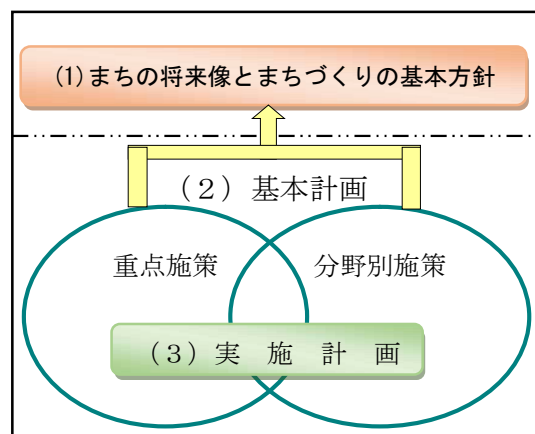 (1)まちの将来像とまちづくりの基本方針
（２）基本計画
重点施策
分野別施策
（３）実　施　計　画